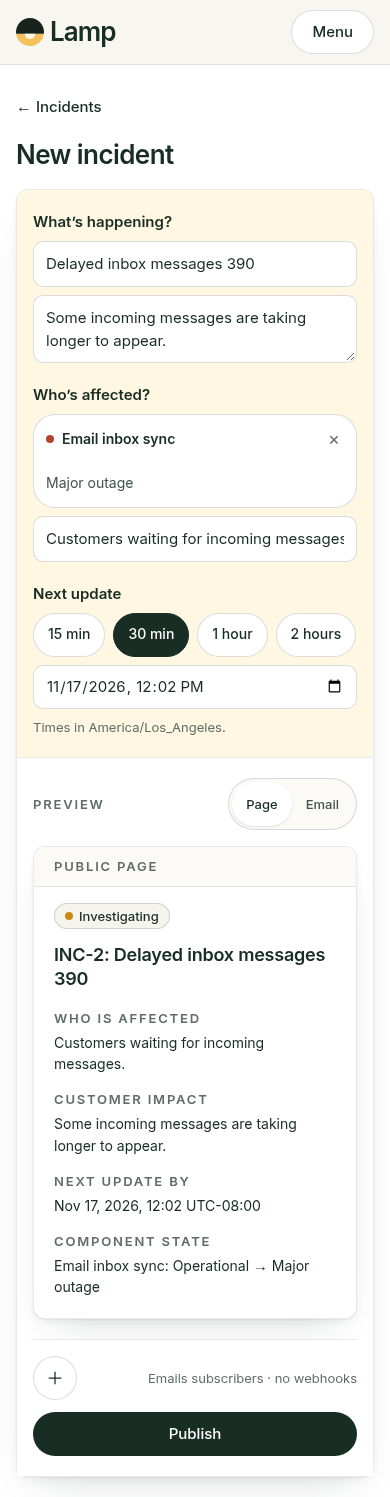 Lamp
Menu
← Incidents
New incident
What's happening?
Delayed inbox messages 390
Some incoming messages are taking
longer to appear.
Who's affected?
Email inbox sync
×
Major outage
Customers waiting for incoming messages
Next update
15 min
30 min
1 hour
2 hours
11/17/2026, 12:02 PM
Times in America/Los_Angeles.
PREVIEW
Page
Email
PUBLIC PAGE
Investigating
INC-2: Delayed inbox messages
390
WHO IS AFFECTED
Customers waiting for incoming
messages.
CUSTOMER IMPACT
Some incoming messages are taking
longer to appear.
NEXT UPDATE BY
Nov 17, 2026, 12:02 UTC-08:00
COMPONENT STATE
Email inbox sync: Operational → Major
outage
+
Emails subscribers · no webhooks
Publish